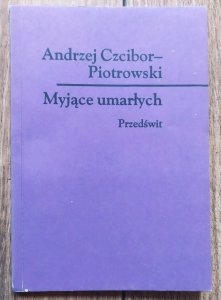 Andrzej Czcibor–
Piotrowski
Myjące umarłych
Przedświt